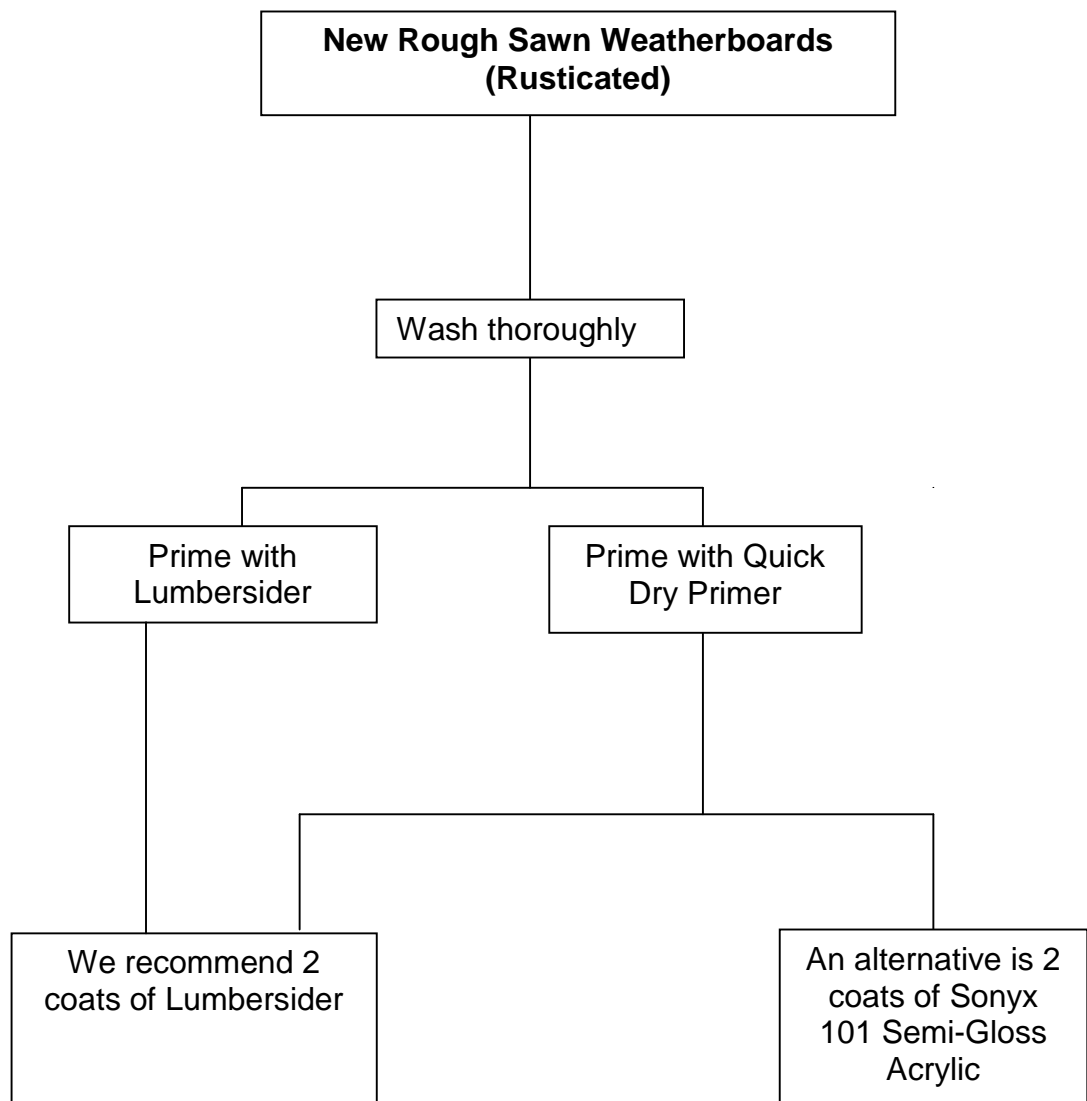 New Rough Sawn Weatherboards
(Rusticated)
Wash thoroughly
Prime with
Lumbersider
Prime with Quick
Dry Primer
We recommend 2
coats of Lumbersider
An alternative is 2
coats of Sonyx
101 Semi-Gloss
Acrylic